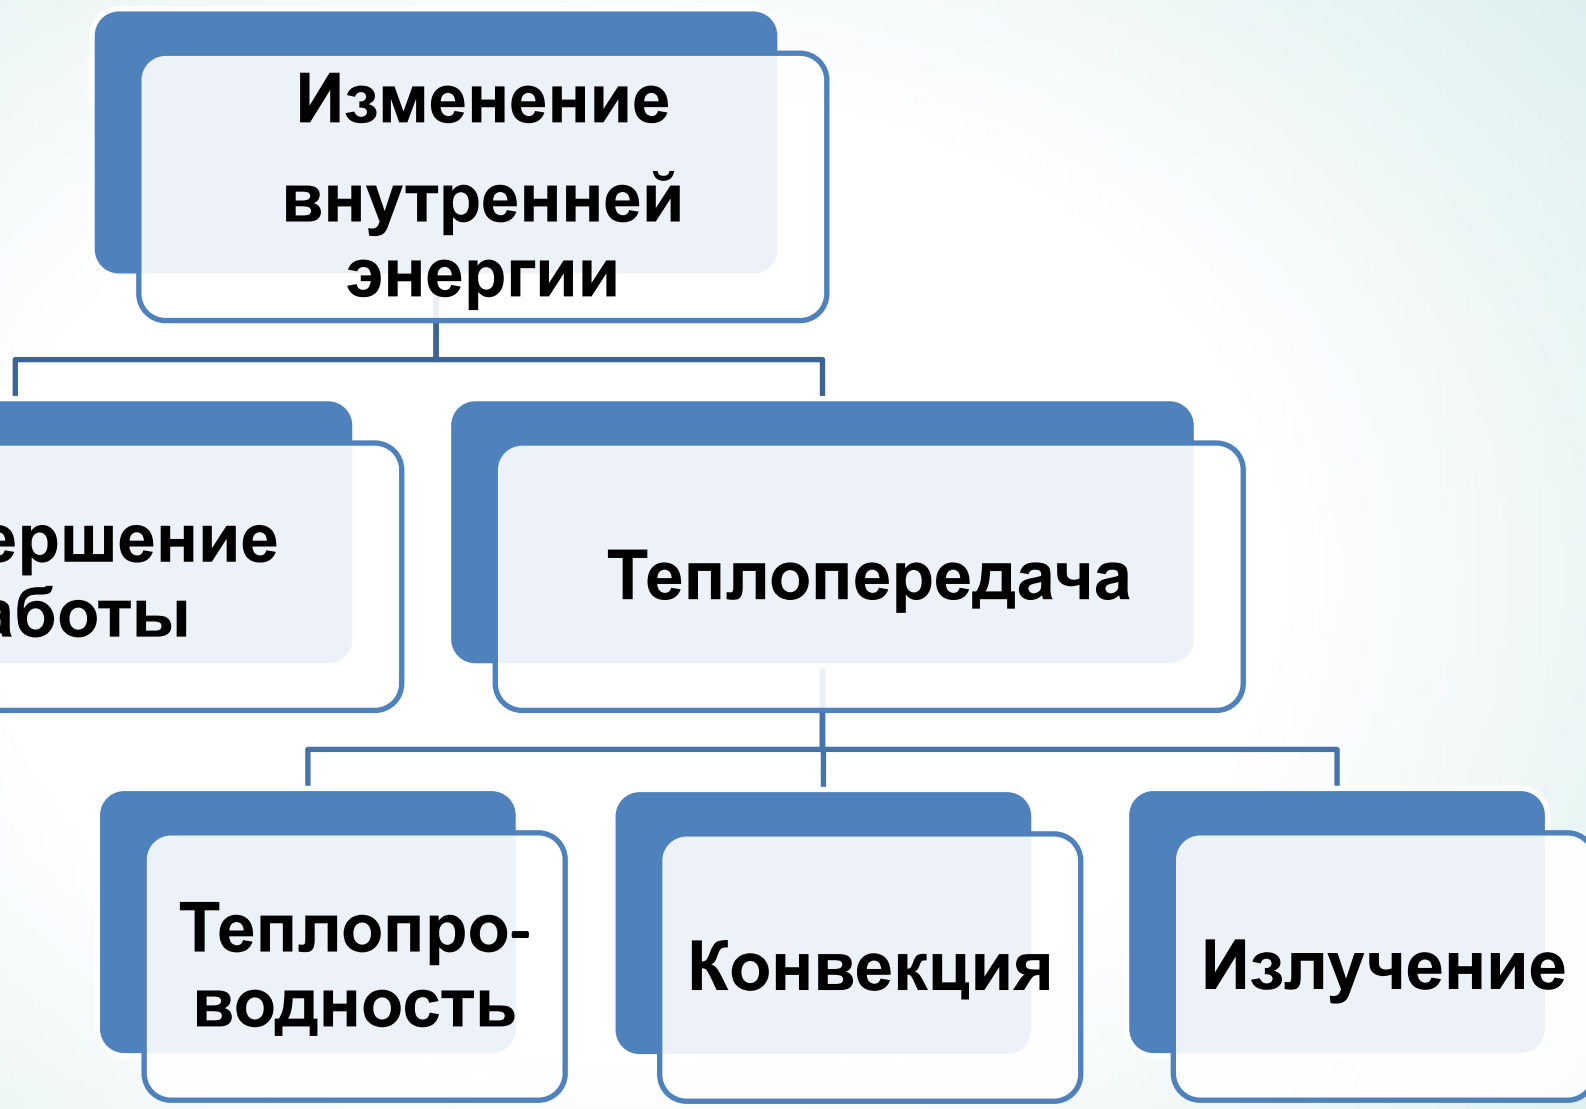 Изменение
внутренней
энергии
ершение
аботы
Теплопередача
Теплопро-
водность
Конвекция
Излучение